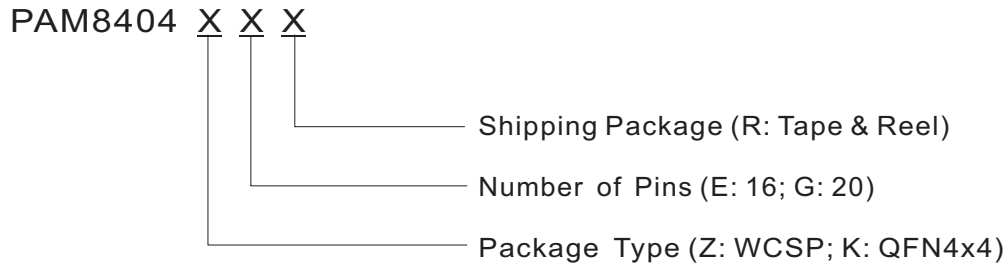 PAM8404 X X X
Shipping Package (R: Tape & Reel)
Number of Pins (E: 16; G: 20)
Package Type (Z: WCSP; K: QFN4x4)